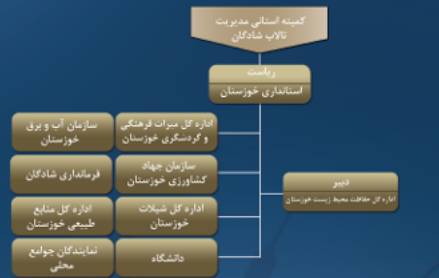 کمیته استانی مدیریت
تالاب شادگان
ریاست
استانداری خوزستان
اداره کل میراث فرهنگی
و گردشگری خوزستان
سازمان آب و برق
خوزستان
سازمان جهاد
کشاورزی خوزستان
فرمانداری شادگان
دبیر
اداره کل حفاظت محیط زیست خوزستان
اداره کل شیلات
خوزستان
اداره کل منابع
طبیعی خوزستان
دانشگاه
نمایندگان جوامع
محلی